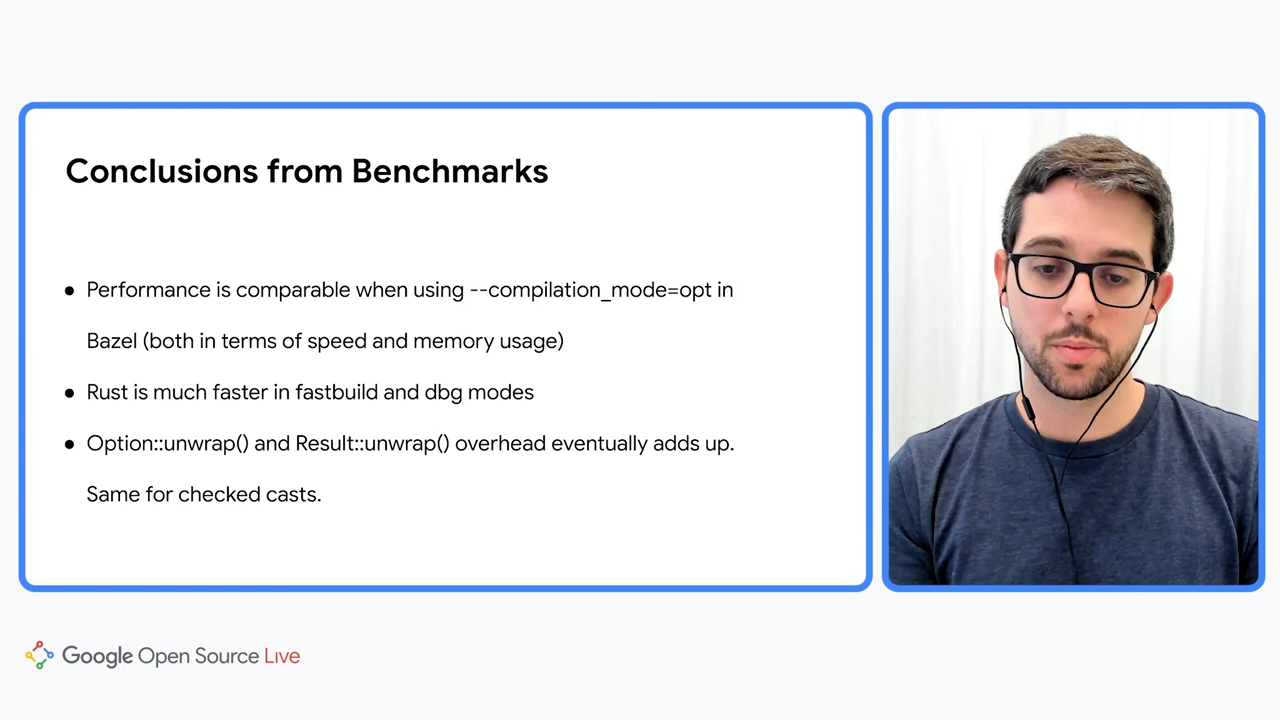 Conclusions from Benchmarks
● Performance is comparable when using --compilation_mode=opt in
Bazel (both in terms of speed and memory usage)
● Rust is much faster in fastbuild and dbg modes
● Option::unwrap() and Result::unwrap() overhead eventually adds up.
Same for checked casts.
Google Open Source Live